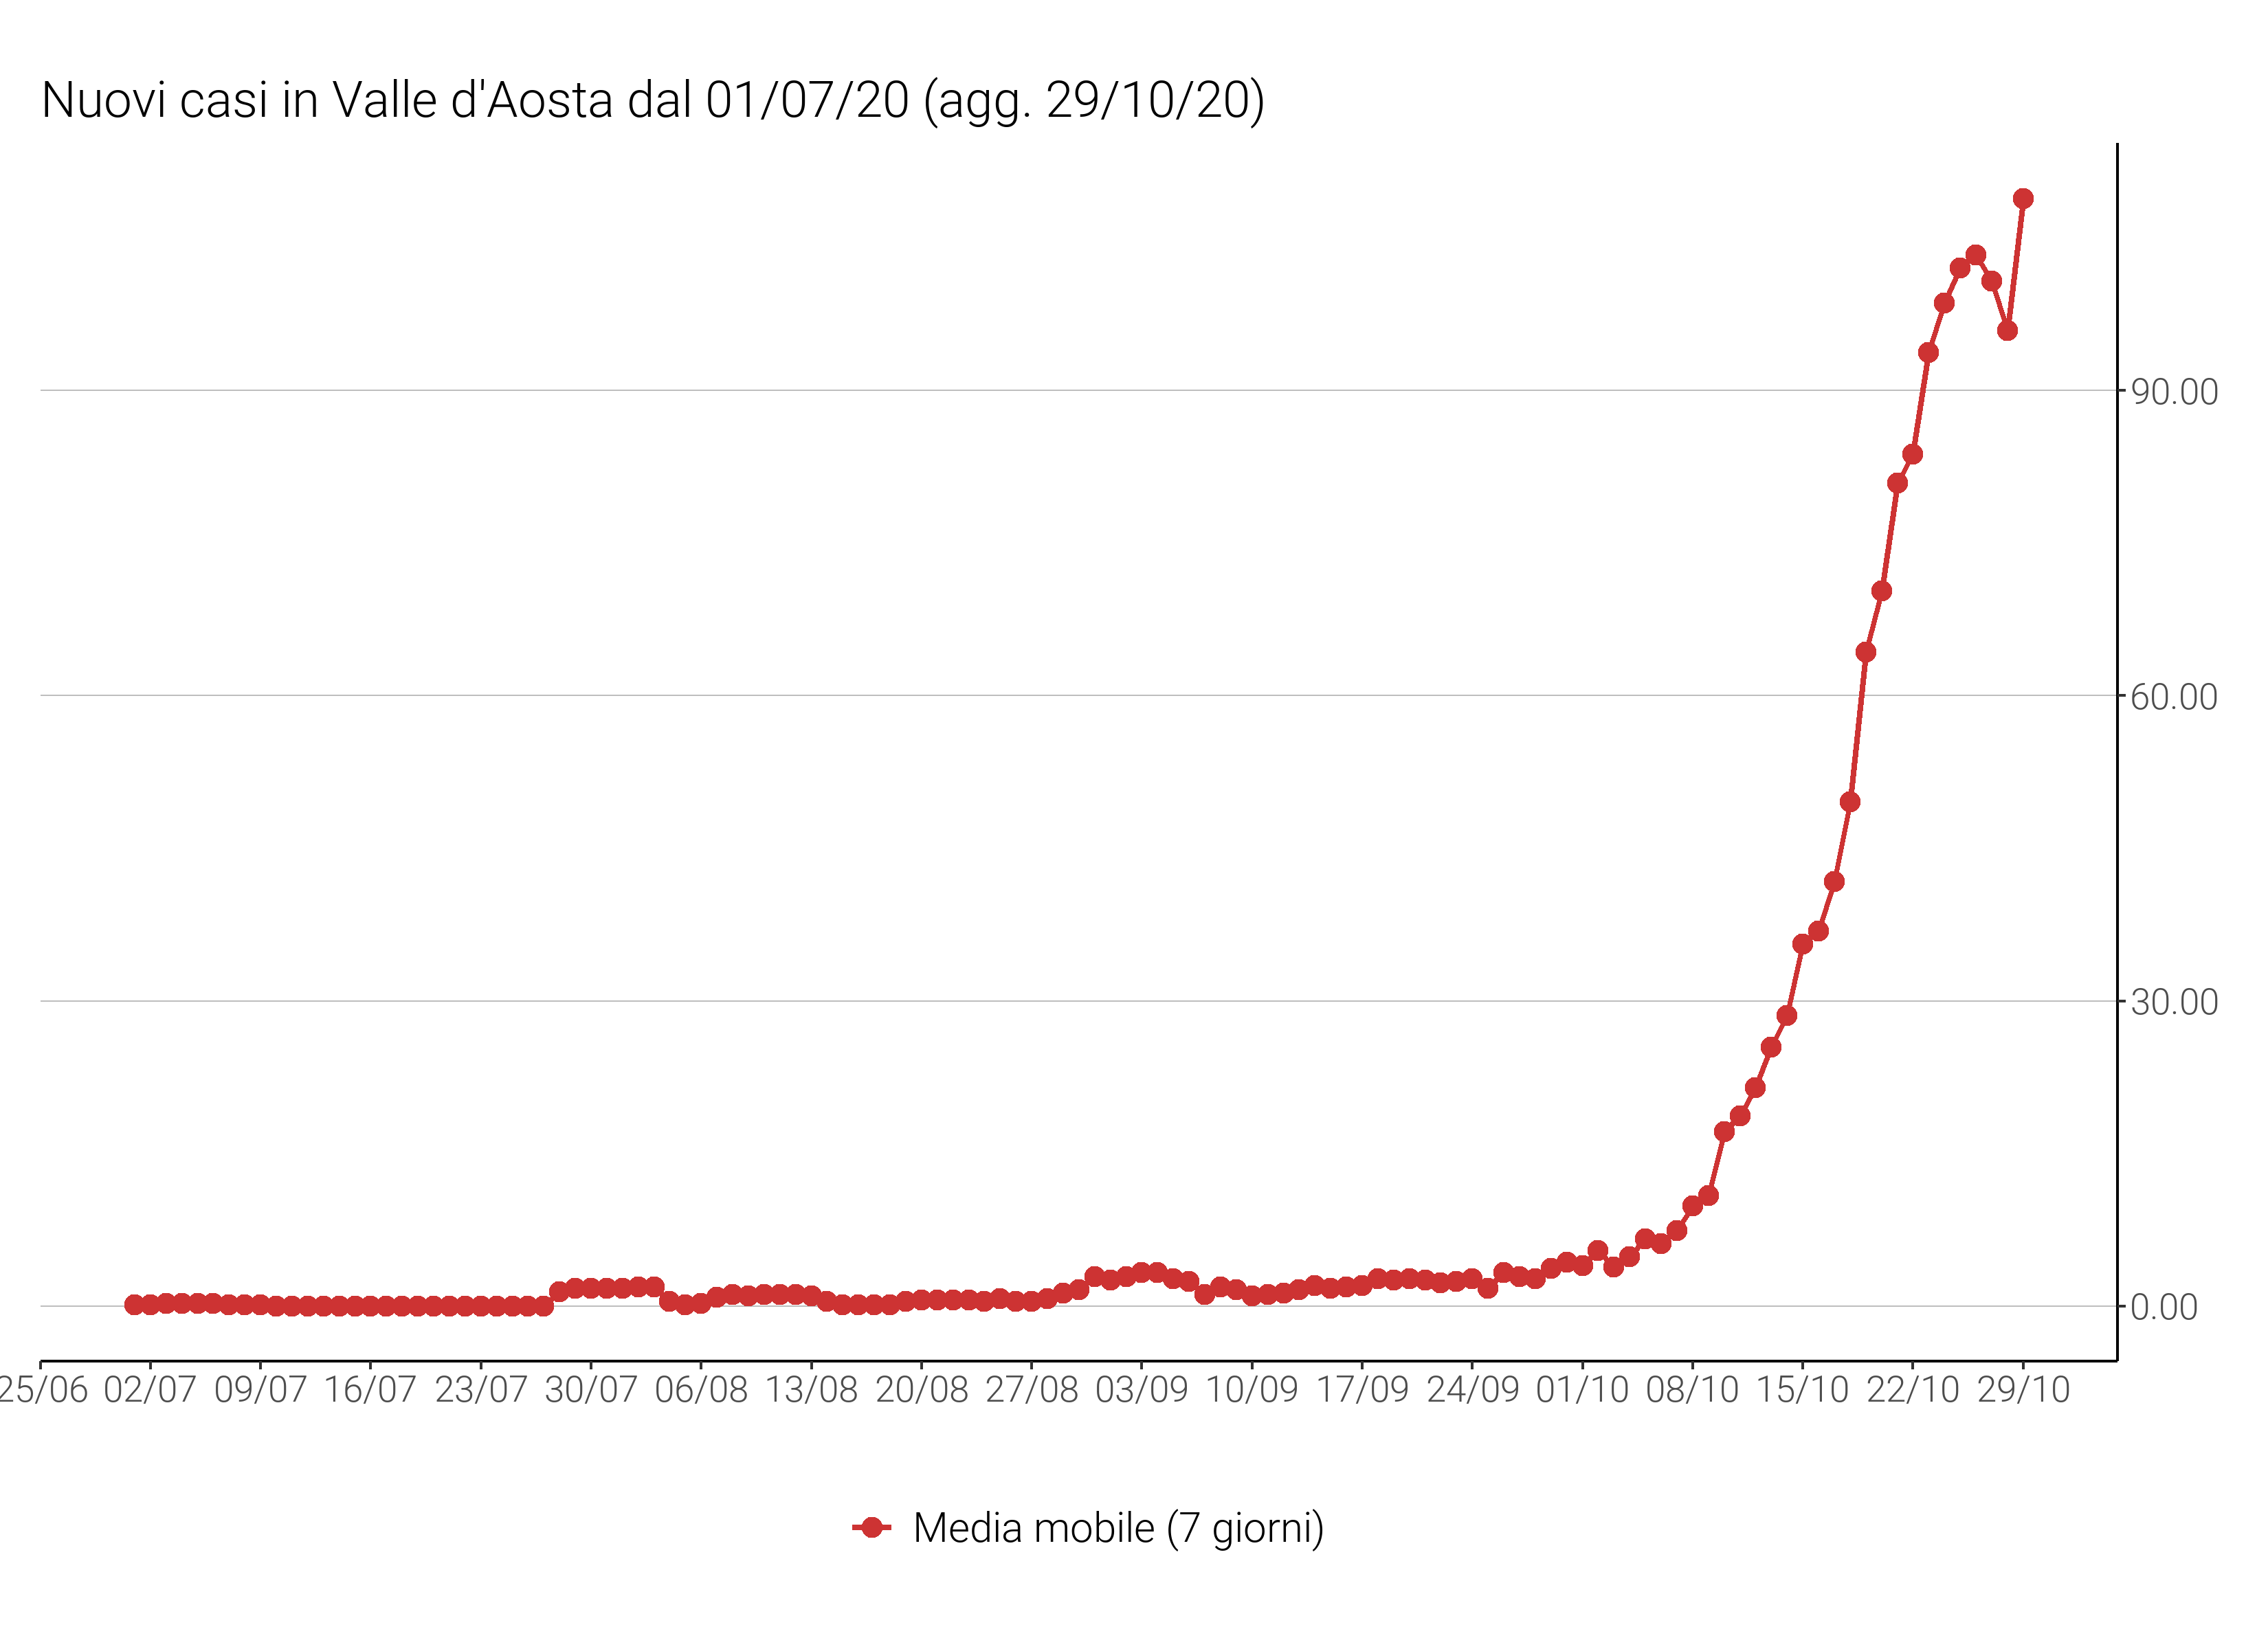 Nuovi casi in Valle d'Aosta dal 01/07/20 (agg. 29/10/20)
90.00
60.00
30.00
0.00
25/06 02/07 09/07 16/07 23/07 30/07 06/08 13/08 20/08 27/08 03/09 10/09 17/09 24/09 01/10 08/10 15/10 22/10 29/10
Media mobile (7 giorni)